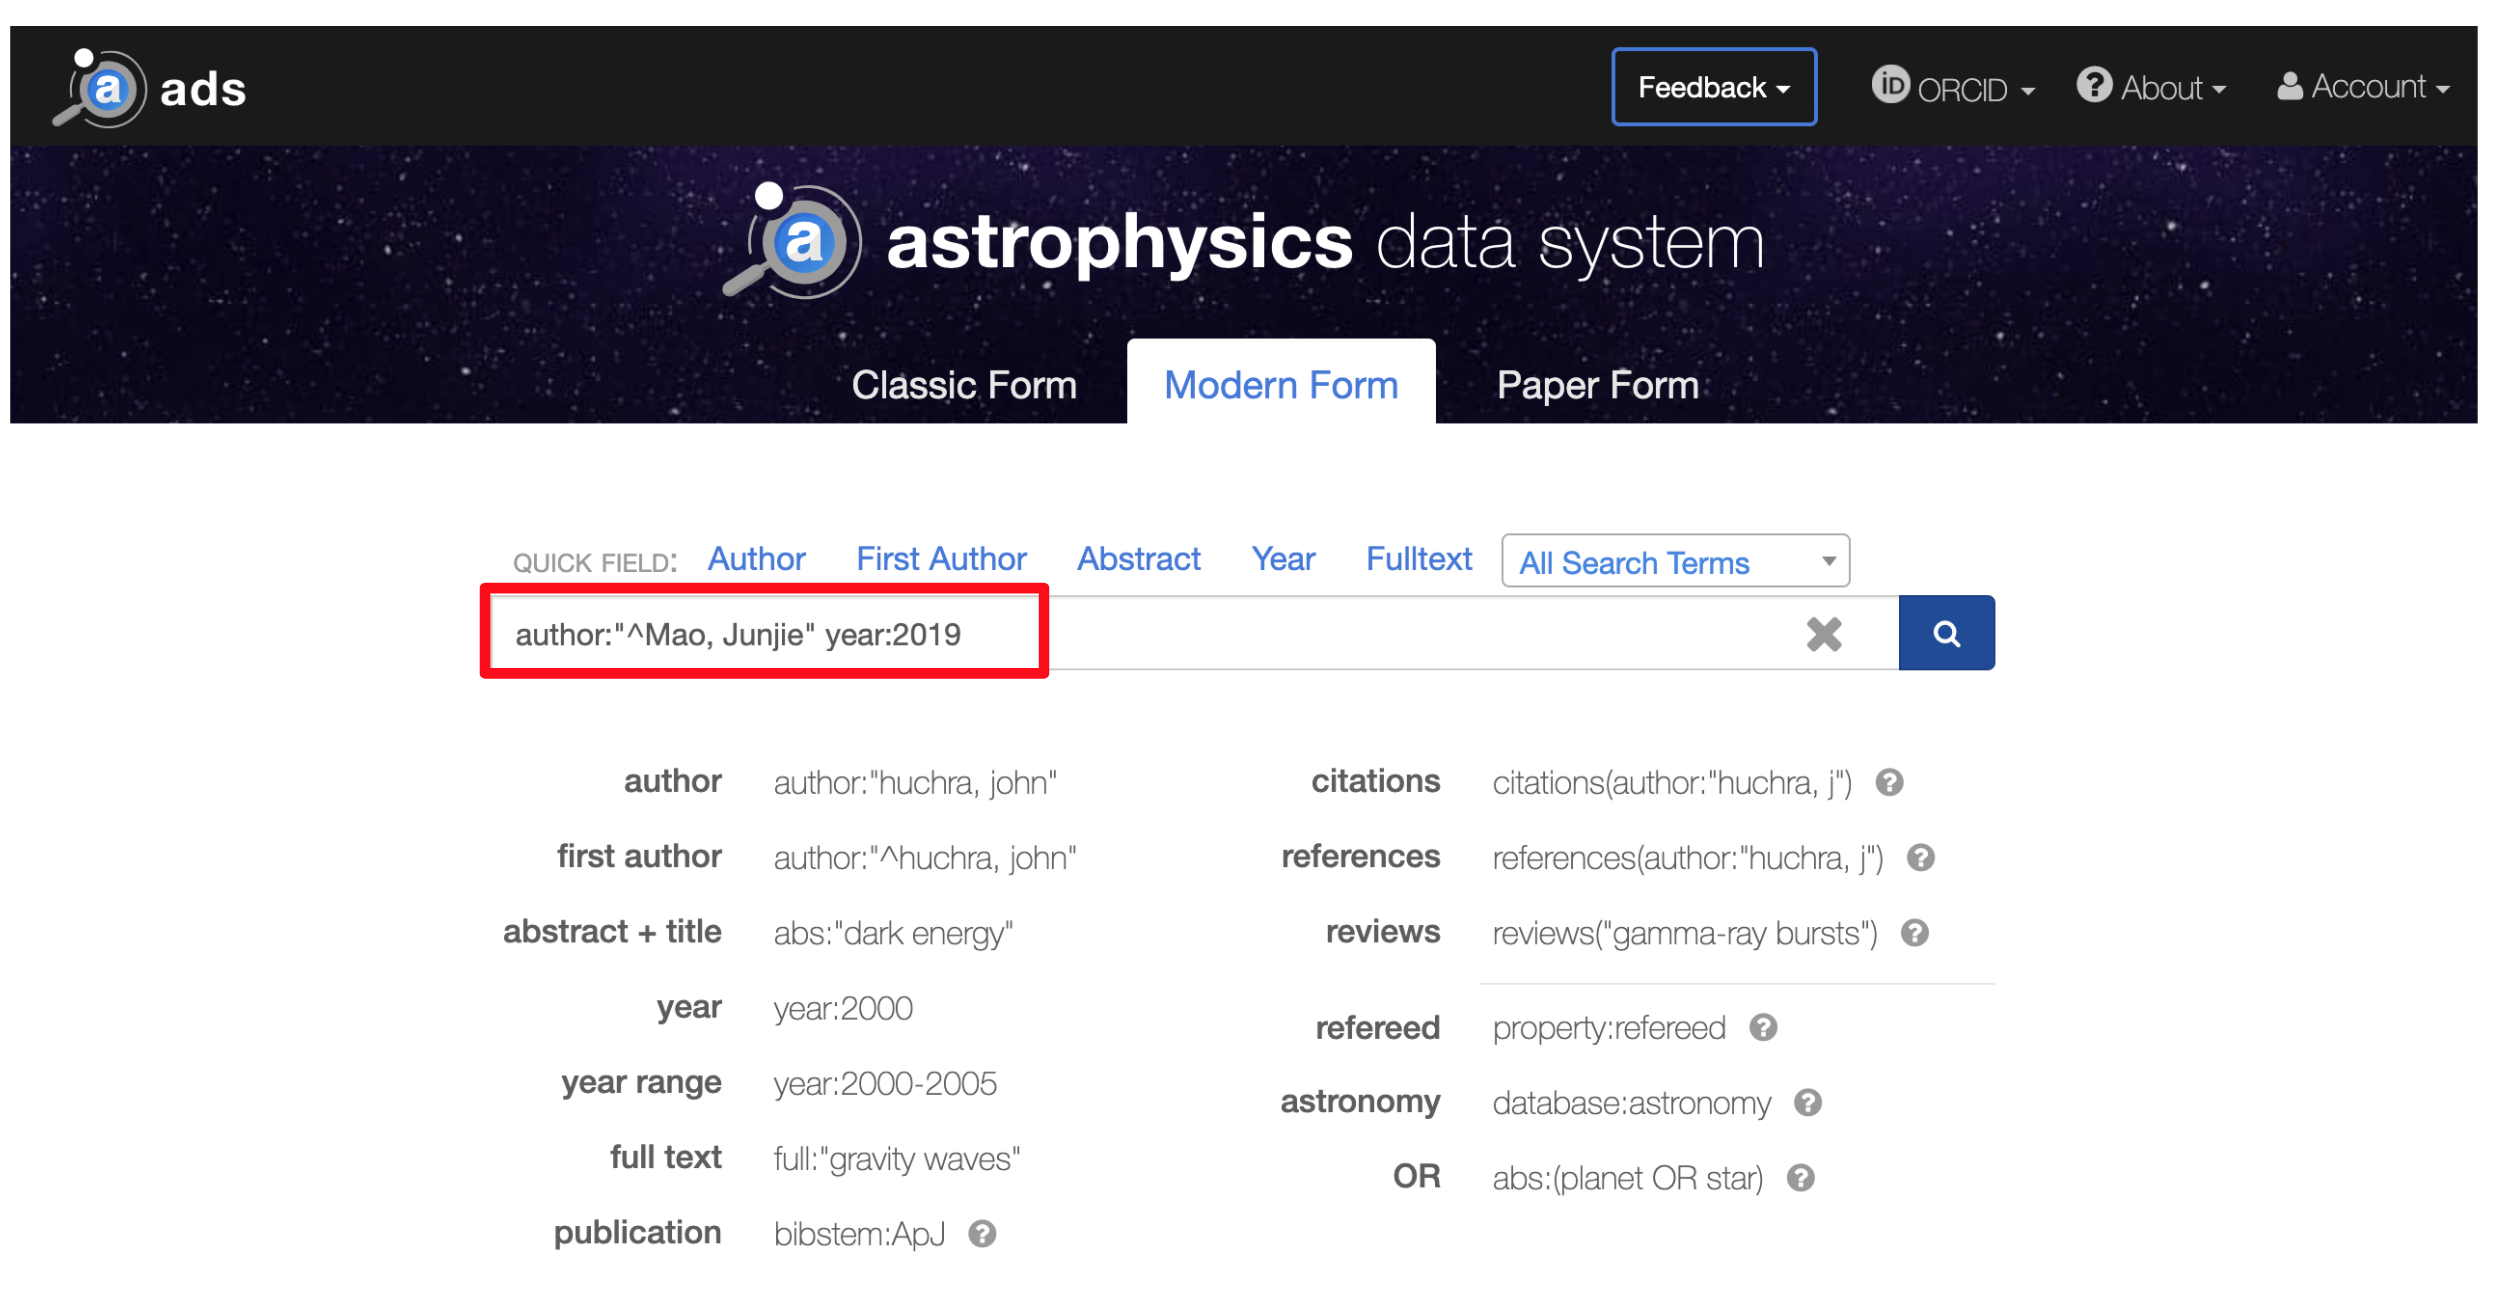 a ads Feedback iD ORCID ? About Account
a astrophysics data system
Classic Form Modern Form Paper Form
QUICK FIELD: Author First Author Abstract Year Fulltext All Search Terms
author:"^Mao, Junjie" year:2019
author author:"huchra, john"
first author author:"^huchra, john"
abstract + title abs:"dark energy"
year year:2000
year range year:2000-2005
full text full:"gravity waves"
publication bibstem:ApJ ?
citations citations(author:"huchra, j") ?
references references(author:"huchra, j") ?
reviews reviews("gamma-ray bursts") ?
refereed property:refereed ?
astronomy database:astronomy ?
OR abs:(planet OR star) ?